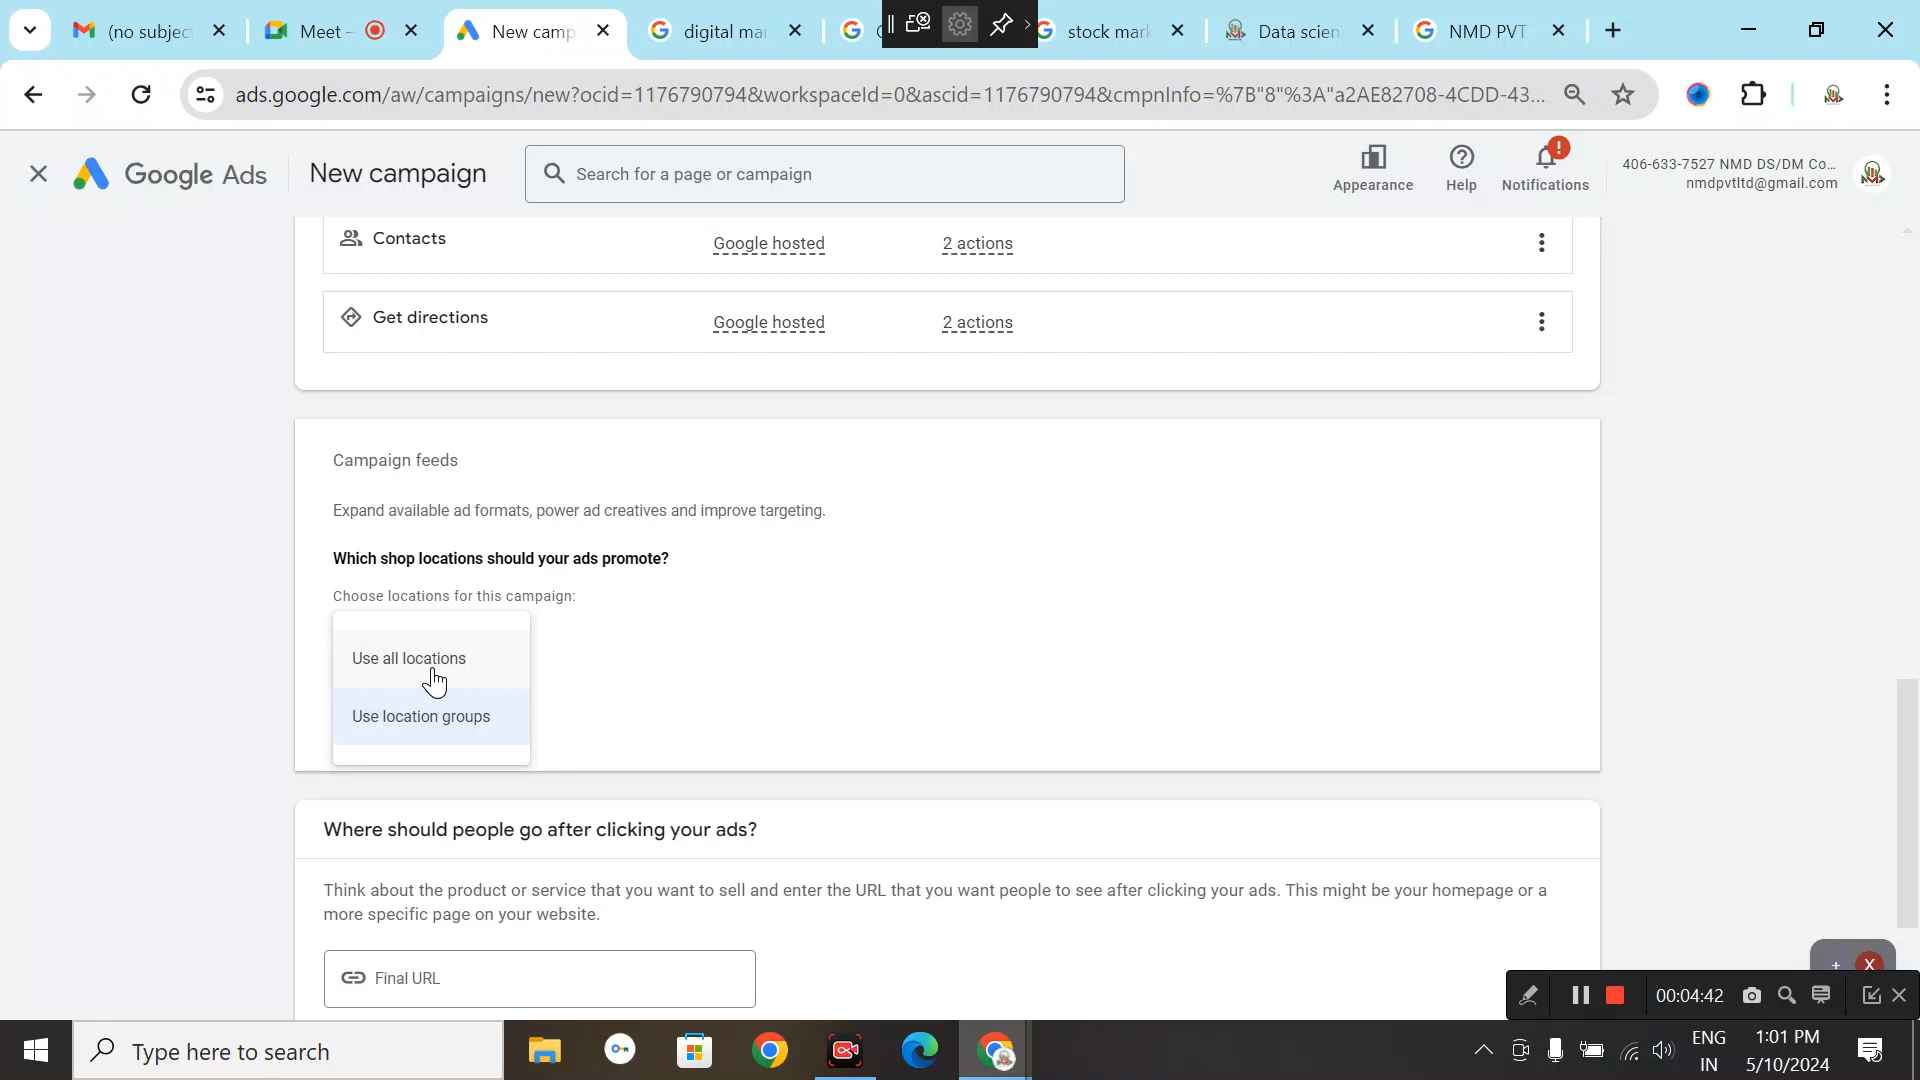 (no subjec
Meet -
New camp
digital mar
stock mark
Data scien
NMD PVT
ads.google.com/aw/campaigns/new?ocid=1176790794&workspaceId=0&ascid=1176790794&cmpnInfo=%7B"8"%3A"a2AE82708-4CDD-43...
Google Ads
New campaign
Search for a page or campaign
Appearance
Help
Notifications
406-633-7527 NMD DS/DM Co...
nmdpvtltd@gmail.com
Contacts
Google hosted
2 actions
Get directions
Google hosted
2 actions
Campaign feeds
Expand available ad formats, power ad creatives and improve targeting.
Which shop locations should your ads promote?
Choose locations for this campaign:
Use all locations
Use location groups
Where should people go after clicking your ads?
Think about the product or service that you want to sell and enter the URL that you want people to see after clicking your ads. This might be your homepage or a
more specific page on your website.
Final URL
00:04:42
Type here to search
ENG
IN
1:01 PM
5/10/2024